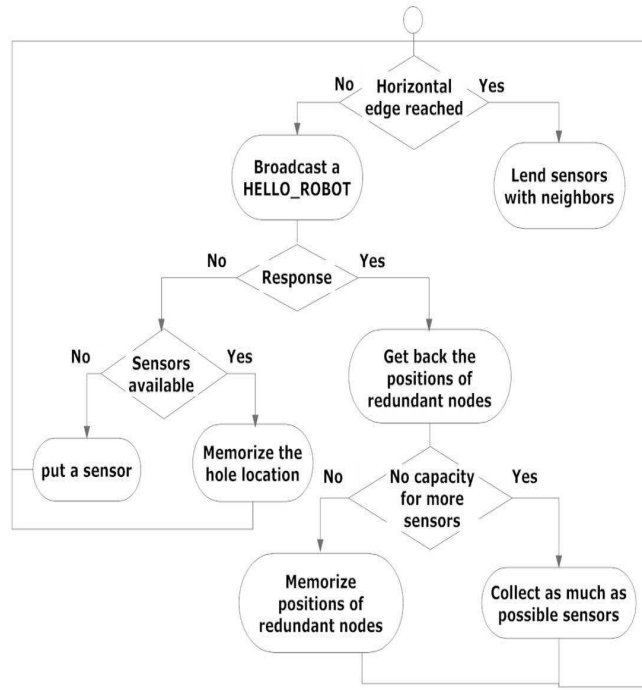 No
Horizontal
edge reached
Yes
Broadcast a
HELLO_ROBOT
Lend sensors
with neighbors
No
Response
Yes
No
Sensors
available
Yes
Get back the
positions of
redundant nodes
put a sensor
Memorize the
hole location
No
No capacity
for more
sensors
Yes
Memorize
positions of
redundant nodes
Collect as much as
possible sensors